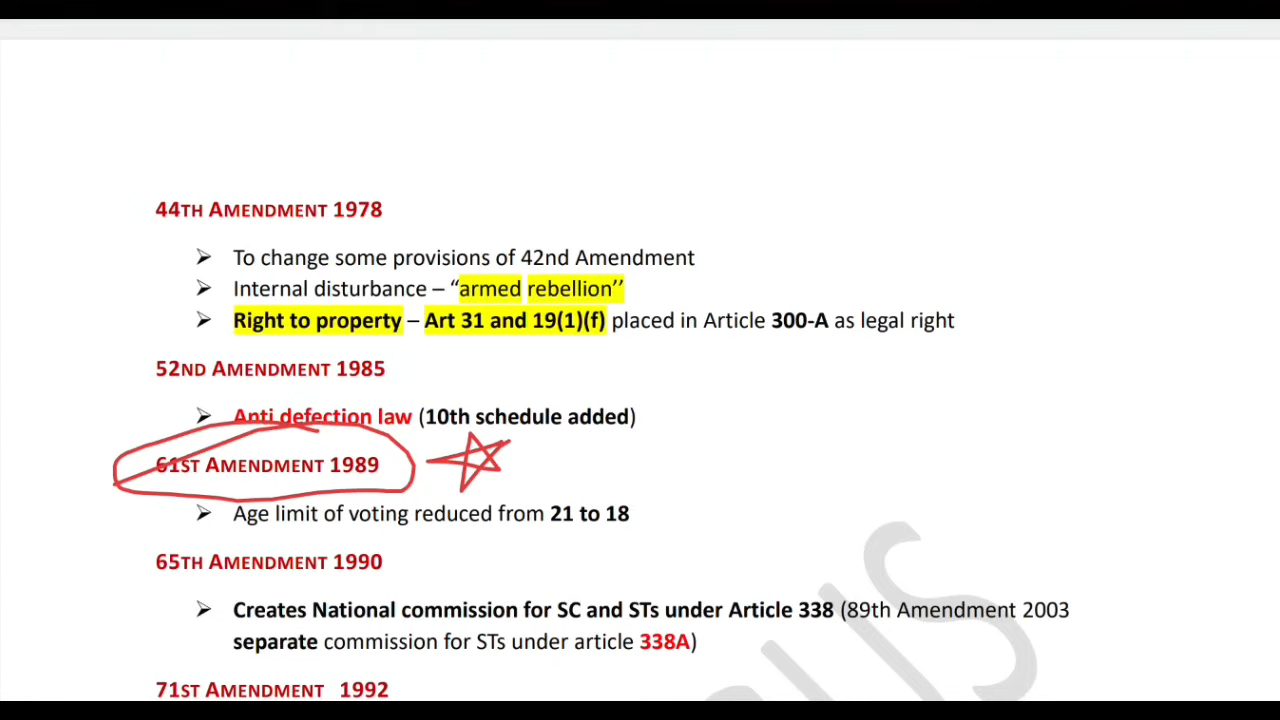 44TH AMENDMENT 1978
➢ To change some provisions of 42nd Amendment
➢ Internal disturbance – “armed rebellion’’
➢ Right to property – Art 31 and 19(1)(f) placed in Article 300-A as legal right
52ND AMENDMENT 1985
➢ Anti defection law (10th schedule added)
61ST AMENDMENT 1989
➢ Age limit of voting reduced from 21 to 18
65TH AMENDMENT 1990
➢ Creates National commission for SC and STs under Article 338 (89th Amendment 2003
separate commission for STs under article 338A)
71ST AMENDMENT 1992